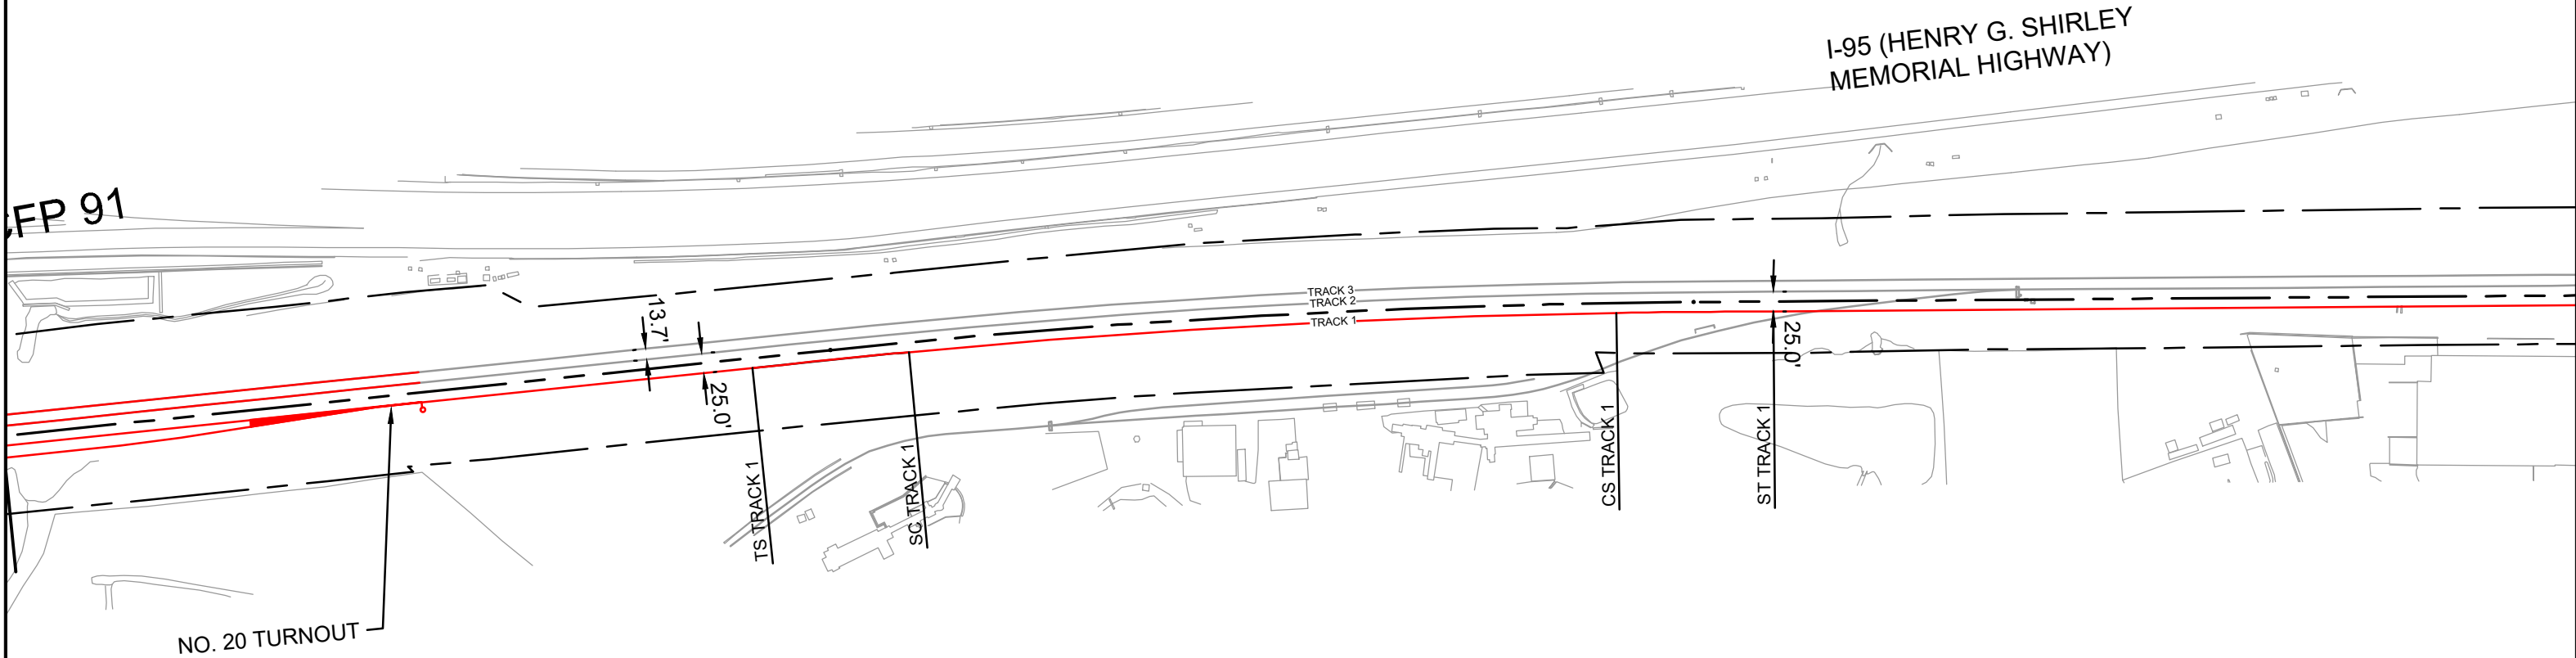 I-95 (HENRY G. SHIRLEY
MEMORIAL HIGHWAY)
CFP 91
TRACK 3
TRACK 2
TRACK 1
13.7'
25.0'
25.0'
TS TRACK 1
SC TRACK 1
CS TRACK 1
ST TRACK 1
NO. 20 TURNOUT